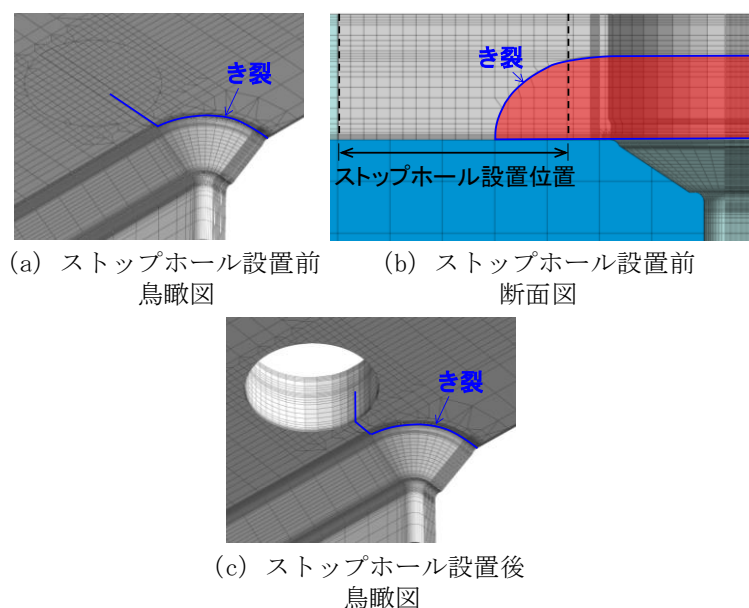 き裂
き裂
ストップホール設置位置
(a) ストップホール設置前
鳥瞰図
(b) ストップホール設置前
断面図
き裂
(c) ストップホール設置後
鳥瞰図